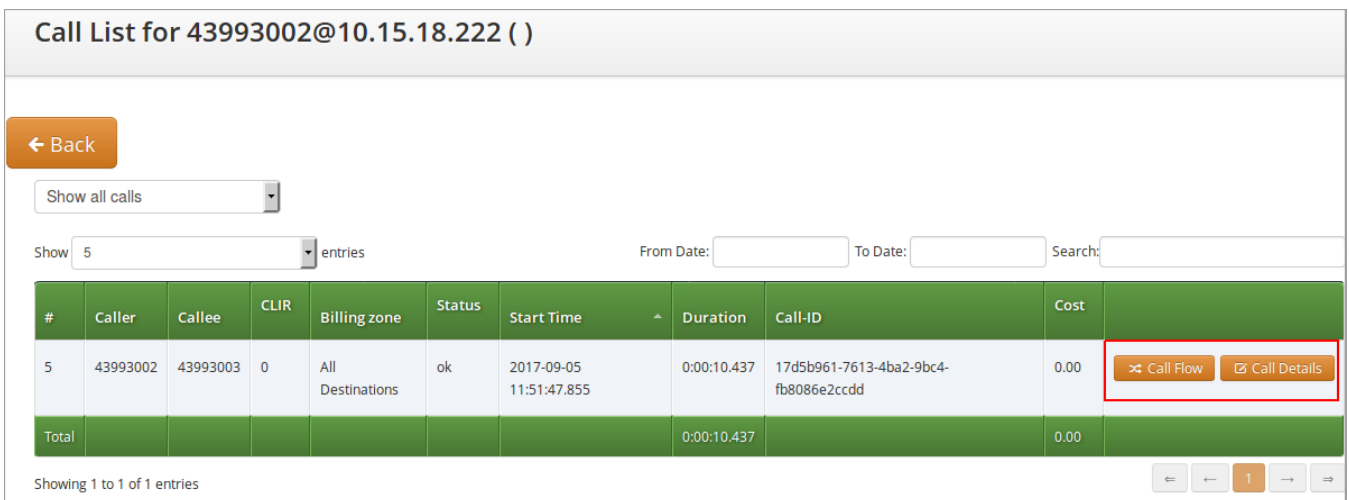 Call List for 43993002@10.15.18.222 ( )
← Back
Show all calls
Show 5 entries From Date: To Date: Search:
# Caller Callee CLIR Billing zone Status Start Time Duration Call-ID Cost
5 43993002 43993003 0 All ok 2017-09-05 0:00:10.437 17d5b961-7613-4ba2-9bc4- 0.00 Call Flow Call Details
Destinations 11:51:47.855 fb8086e2ccdd
Total 0:00:10.437 0.00
Showing 1 to 1 of 1 entries ⇐ ← 1 → ⇒